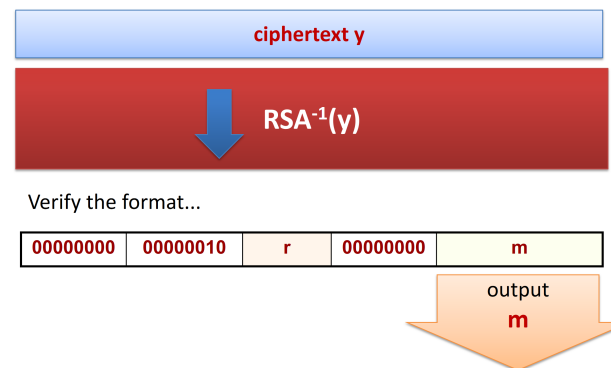 ciphertext y
RSA⁻¹(y)
Verify the format...
00000000 00000010 r 00000000 m
output
m